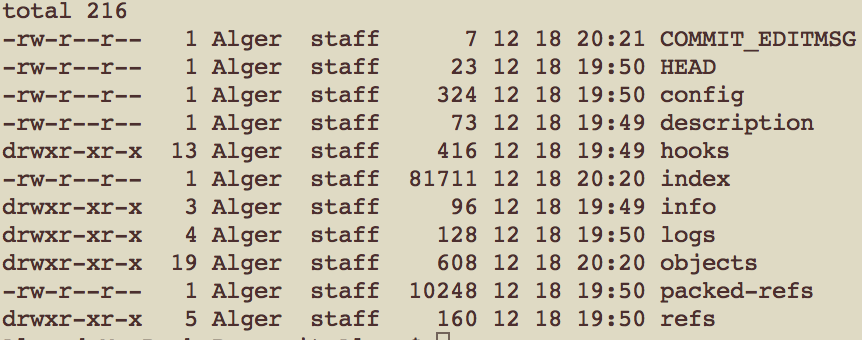 total 216
-rw-r--r--   1 Alger  staff      7 12 18 20:21 COMMIT_EDITMSG
-rw-r--r--   1 Alger  staff     23 12 18 19:50 HEAD
-rw-r--r--   1 Alger  staff    324 12 18 19:50 config
-rw-r--r--   1 Alger  staff     73 12 18 19:49 description
drwxr-xr-x  13 Alger  staff    416 12 18 19:49 hooks
-rw-r--r--   1 Alger  staff  81711 12 18 20:20 index
drwxr-xr-x   3 Alger  staff     96 12 18 19:49 info
drwxr-xr-x   4 Alger  staff    128 12 18 19:50 logs
drwxr-xr-x  19 Alger  staff    608 12 18 20:20 objects
-rw-r--r--   1 Alger  staff  10248 12 18 19:50 packed-refs
drwxr-xr-x   5 Alger  staff    160 12 18 19:50 refs